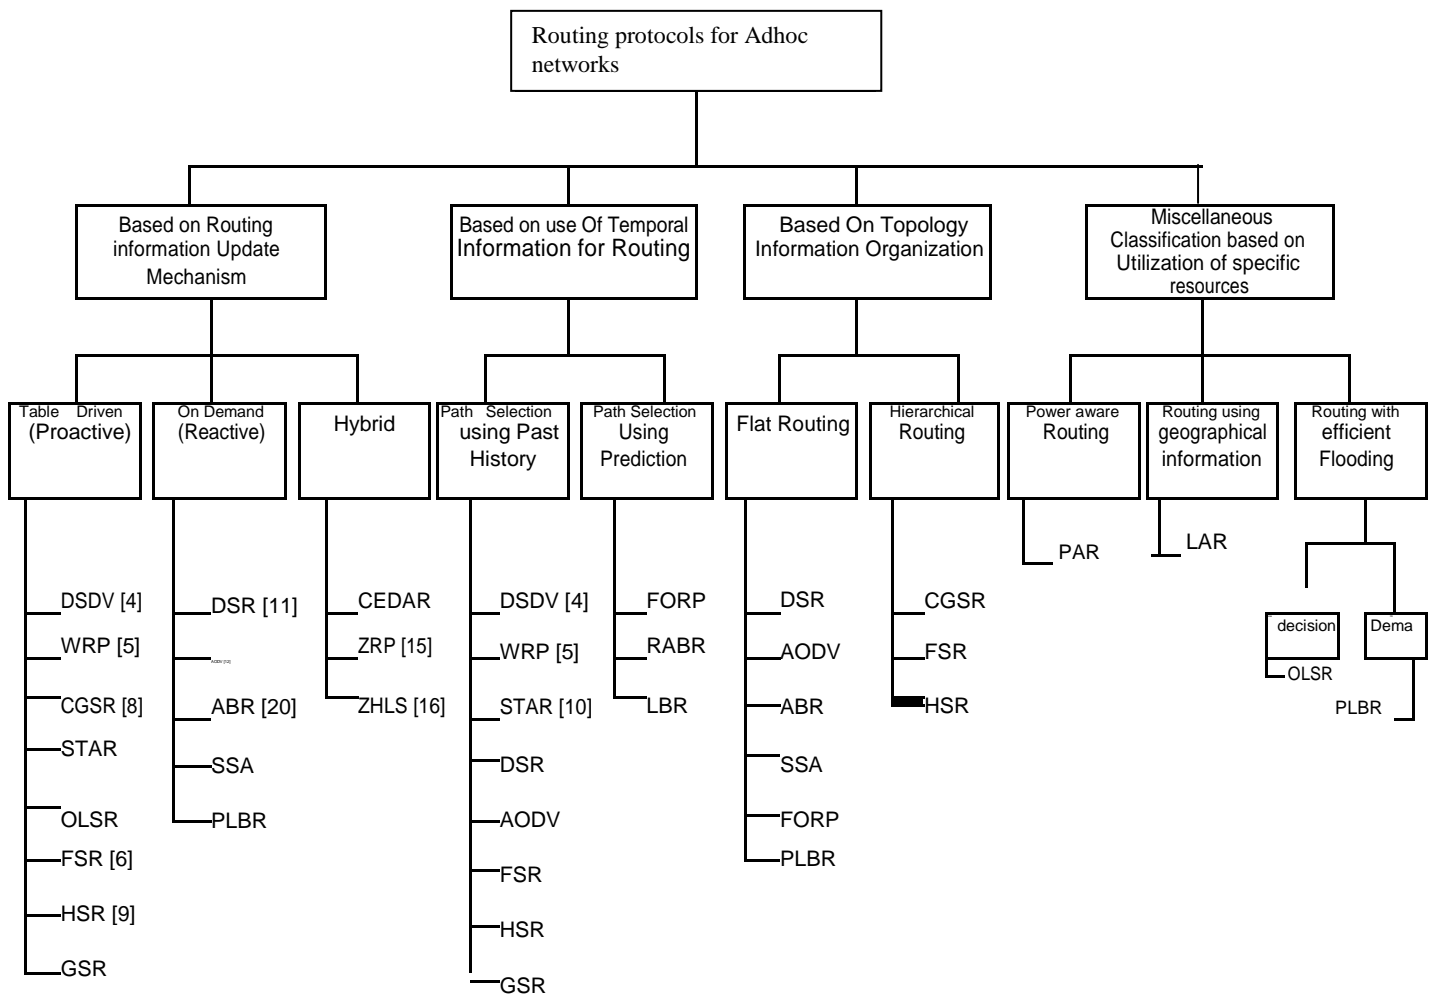 Routing protocols for Adhoc
networks
Based on Routing
information Update
Mechanism
Based on use Of Temporal
Information for Routing
Based On Topology
Information Organization
Miscellaneous
Classification based on
Utilization of specific
resources
Table Driven
(Proactive)
On Demand
(Reactive)
Hybrid
Path Selection
using Past
History
Path Selection
Using
Prediction
Flat Routing
Hierarchical
Routing
Power aware
Routing
Routing using
geographical
information
Routing with
efficient
Flooding
DSDV [4]
WRP [5]
CGSR [8]
STAR
OLSR
FSR [6]
HSR [9]
GSR
DSR [11]
ABR [20]
SSA
PLBR
CEDAR
ZRP [15]
ZHLS [16]
DSDV [4]
WRP [5]
STAR [10]
DSR
AODV
FSR
HSR
GSR
FORP
RABR
LBR
DSR
AODV
ABR
SSA
FORP
PLBR
CGSR
FSR
HSR
PAR
LAR
decision
OLSR
Dema
PLBR